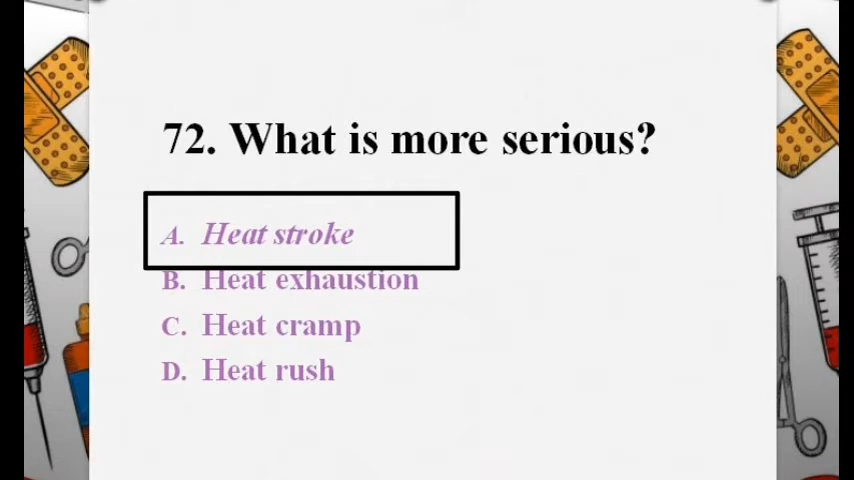 72. What is more serious?
A. Heat stroke
B. Heat exhaustion
C. Heat cramp
D. Heat rush